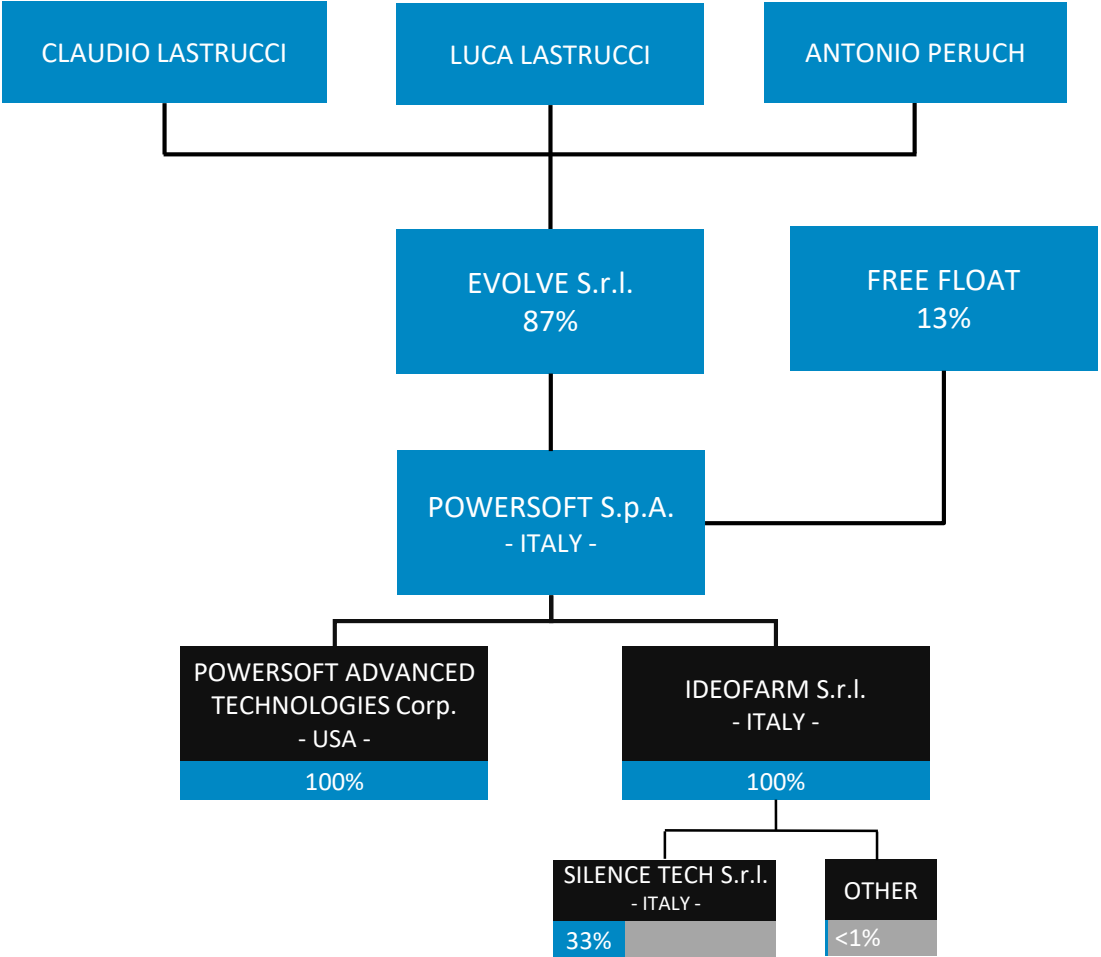 CLAUDIO LASTRUCCI
LUCA LASTRUCCI
ANTONIO PERUCH
EVOLVE S.r.l.
87%
FREE FLOAT
13%
POWERSOFT S.p.A.
- ITALY -
POWERSOFT ADVANCED
TECHNOLOGIES Corp.
- USA -
100%
IDEOFARM S.r.l.
- ITALY -
100%
SILENCE TECH S.r.l.
- ITALY -
33%
OTHER
<1%